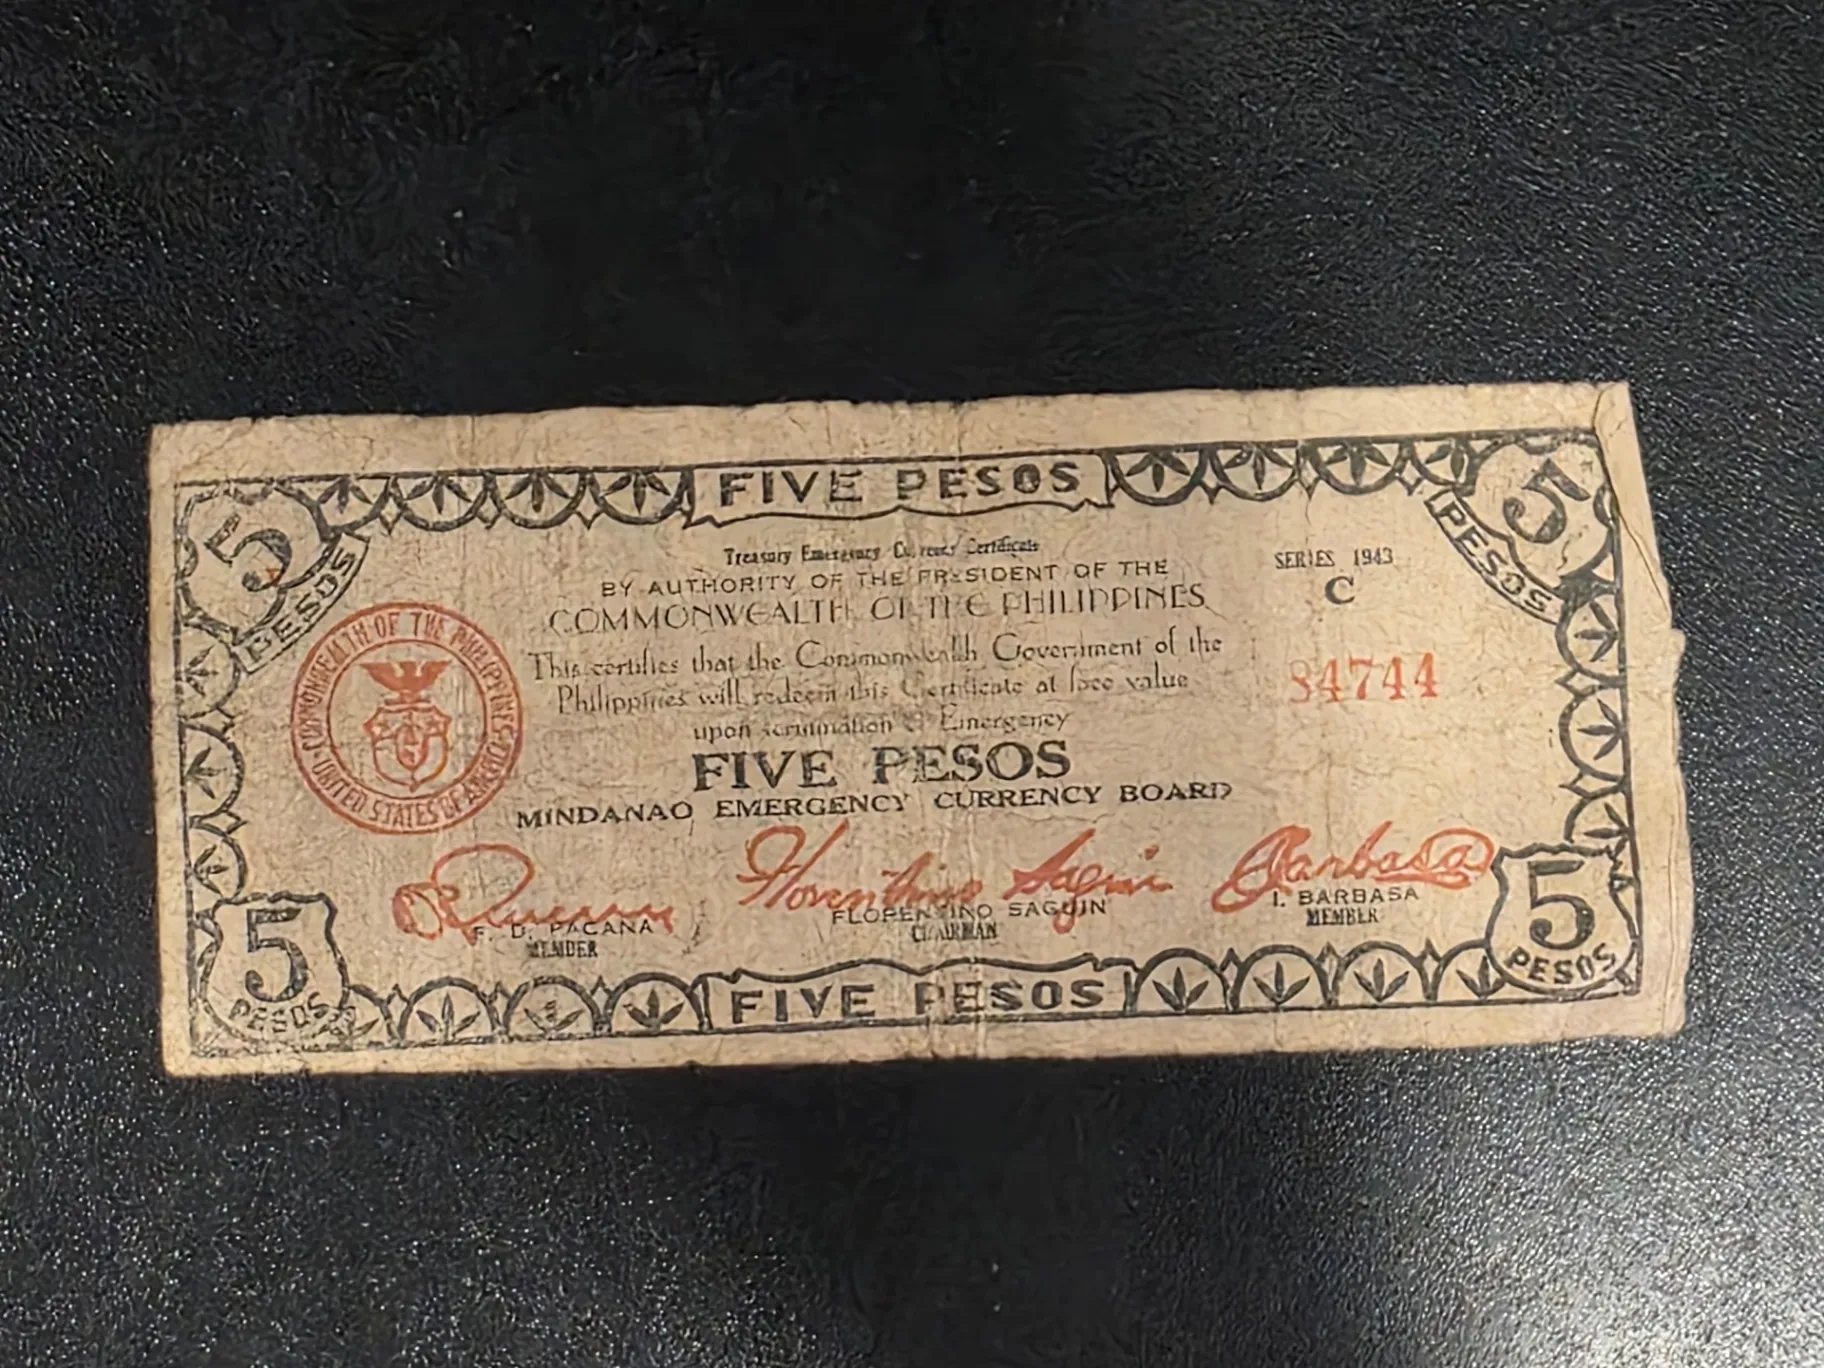 FIVE PESOS
5 PESOS
5 PESOS
Treasury Emergency Currency Certificate
BY AUTHORITY OF THE PRESIDENT OF THE
COMMONWEALTH OF THE PHILIPPINES
SERIES 1943
C
This certifies that the Commonwealth Government of the
Philippines will redeem this Certificate at face value
upon termination of Emergency
84744
COMMONWEALTH OF THE PHILIPPINES
UNITED STATES OF AMERICA
FIVE PESOS
MINDANAO EMERGENCY CURRENCY BOARD
Florentino Saguin
Barbasa
F. D. PACANA
MEMBER
FLORENTINO SAGUIN
CHAIRMAN
I. BARBASA
MEMBER
5 PESOS
FIVE PESOS
5 PESOS